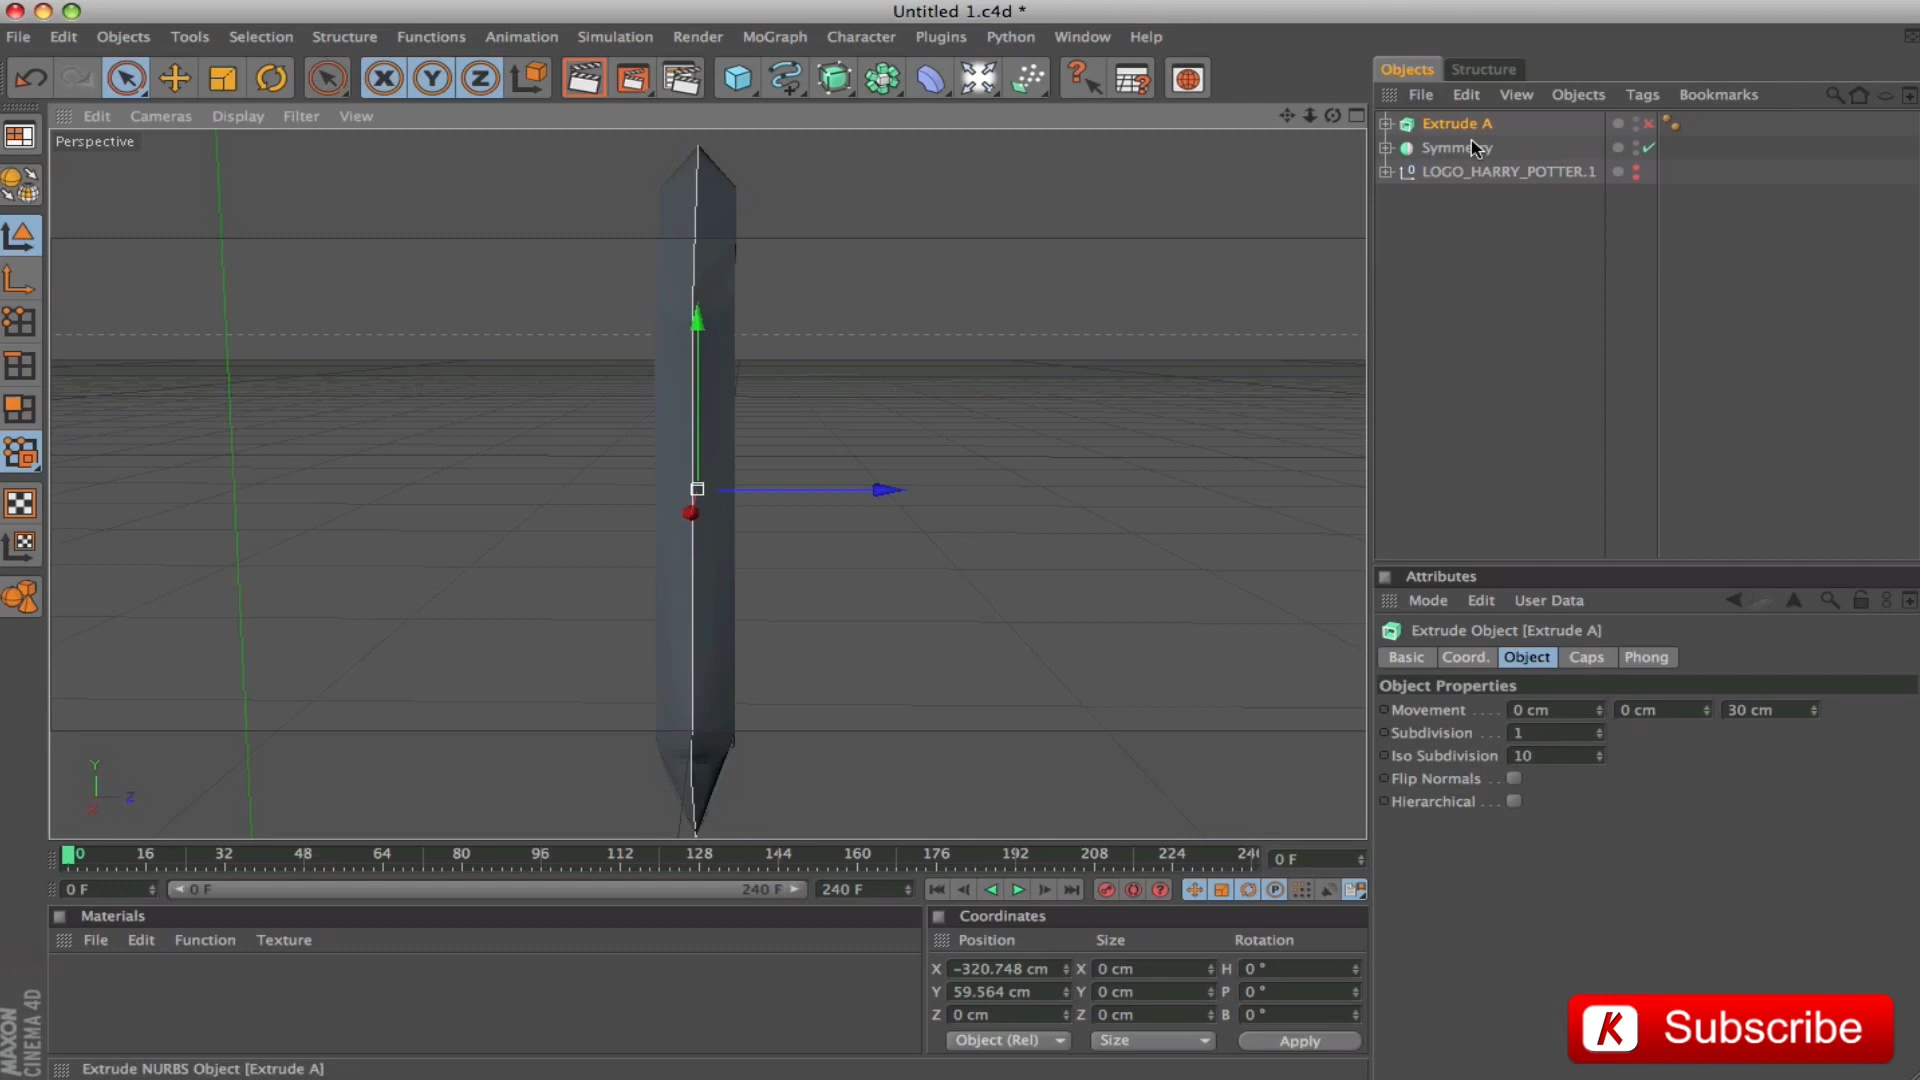 Untitled 1.c4d *
File Edit Objects Tools Selection Structure Functions Animation Simulation Render MoGraph Character Plugins Python Window Help
Edit Cameras Display Filter View
Perspective
Objects Structure
File Edit View Objects Tags Bookmarks
Extrude A
Symmetry
LOGO_HARRY_POTTER.1
X Y Z
Attributes
Mode Edit User Data
Extrude Object [Extrude A]
Basic Coord. Object Caps Phong
Object Properties
Movement .... 0 cm 0 cm 30 cm
Subdivision ... 1
Iso Subdivision 10
Flip Normals ..
Hierarchical ...
Y
Z
X
0 16 32 48 64 80 96 112 128 144 160 176 192 208 224 0 F
0 F 0 F 240 F 240 F
Materials
File Edit Function Texture
Coordinates
Position Size Rotation
X -320.748 cm X 0 cm H 0 °
Y 59.564 cm Y 0 cm P 0 °
Z 0 cm Z 0 cm B 0 °
Object (Rel) Size Apply
MAXON
CINEMA 4D
Extrude NURBS Object [Extrude A]
K Subscribe